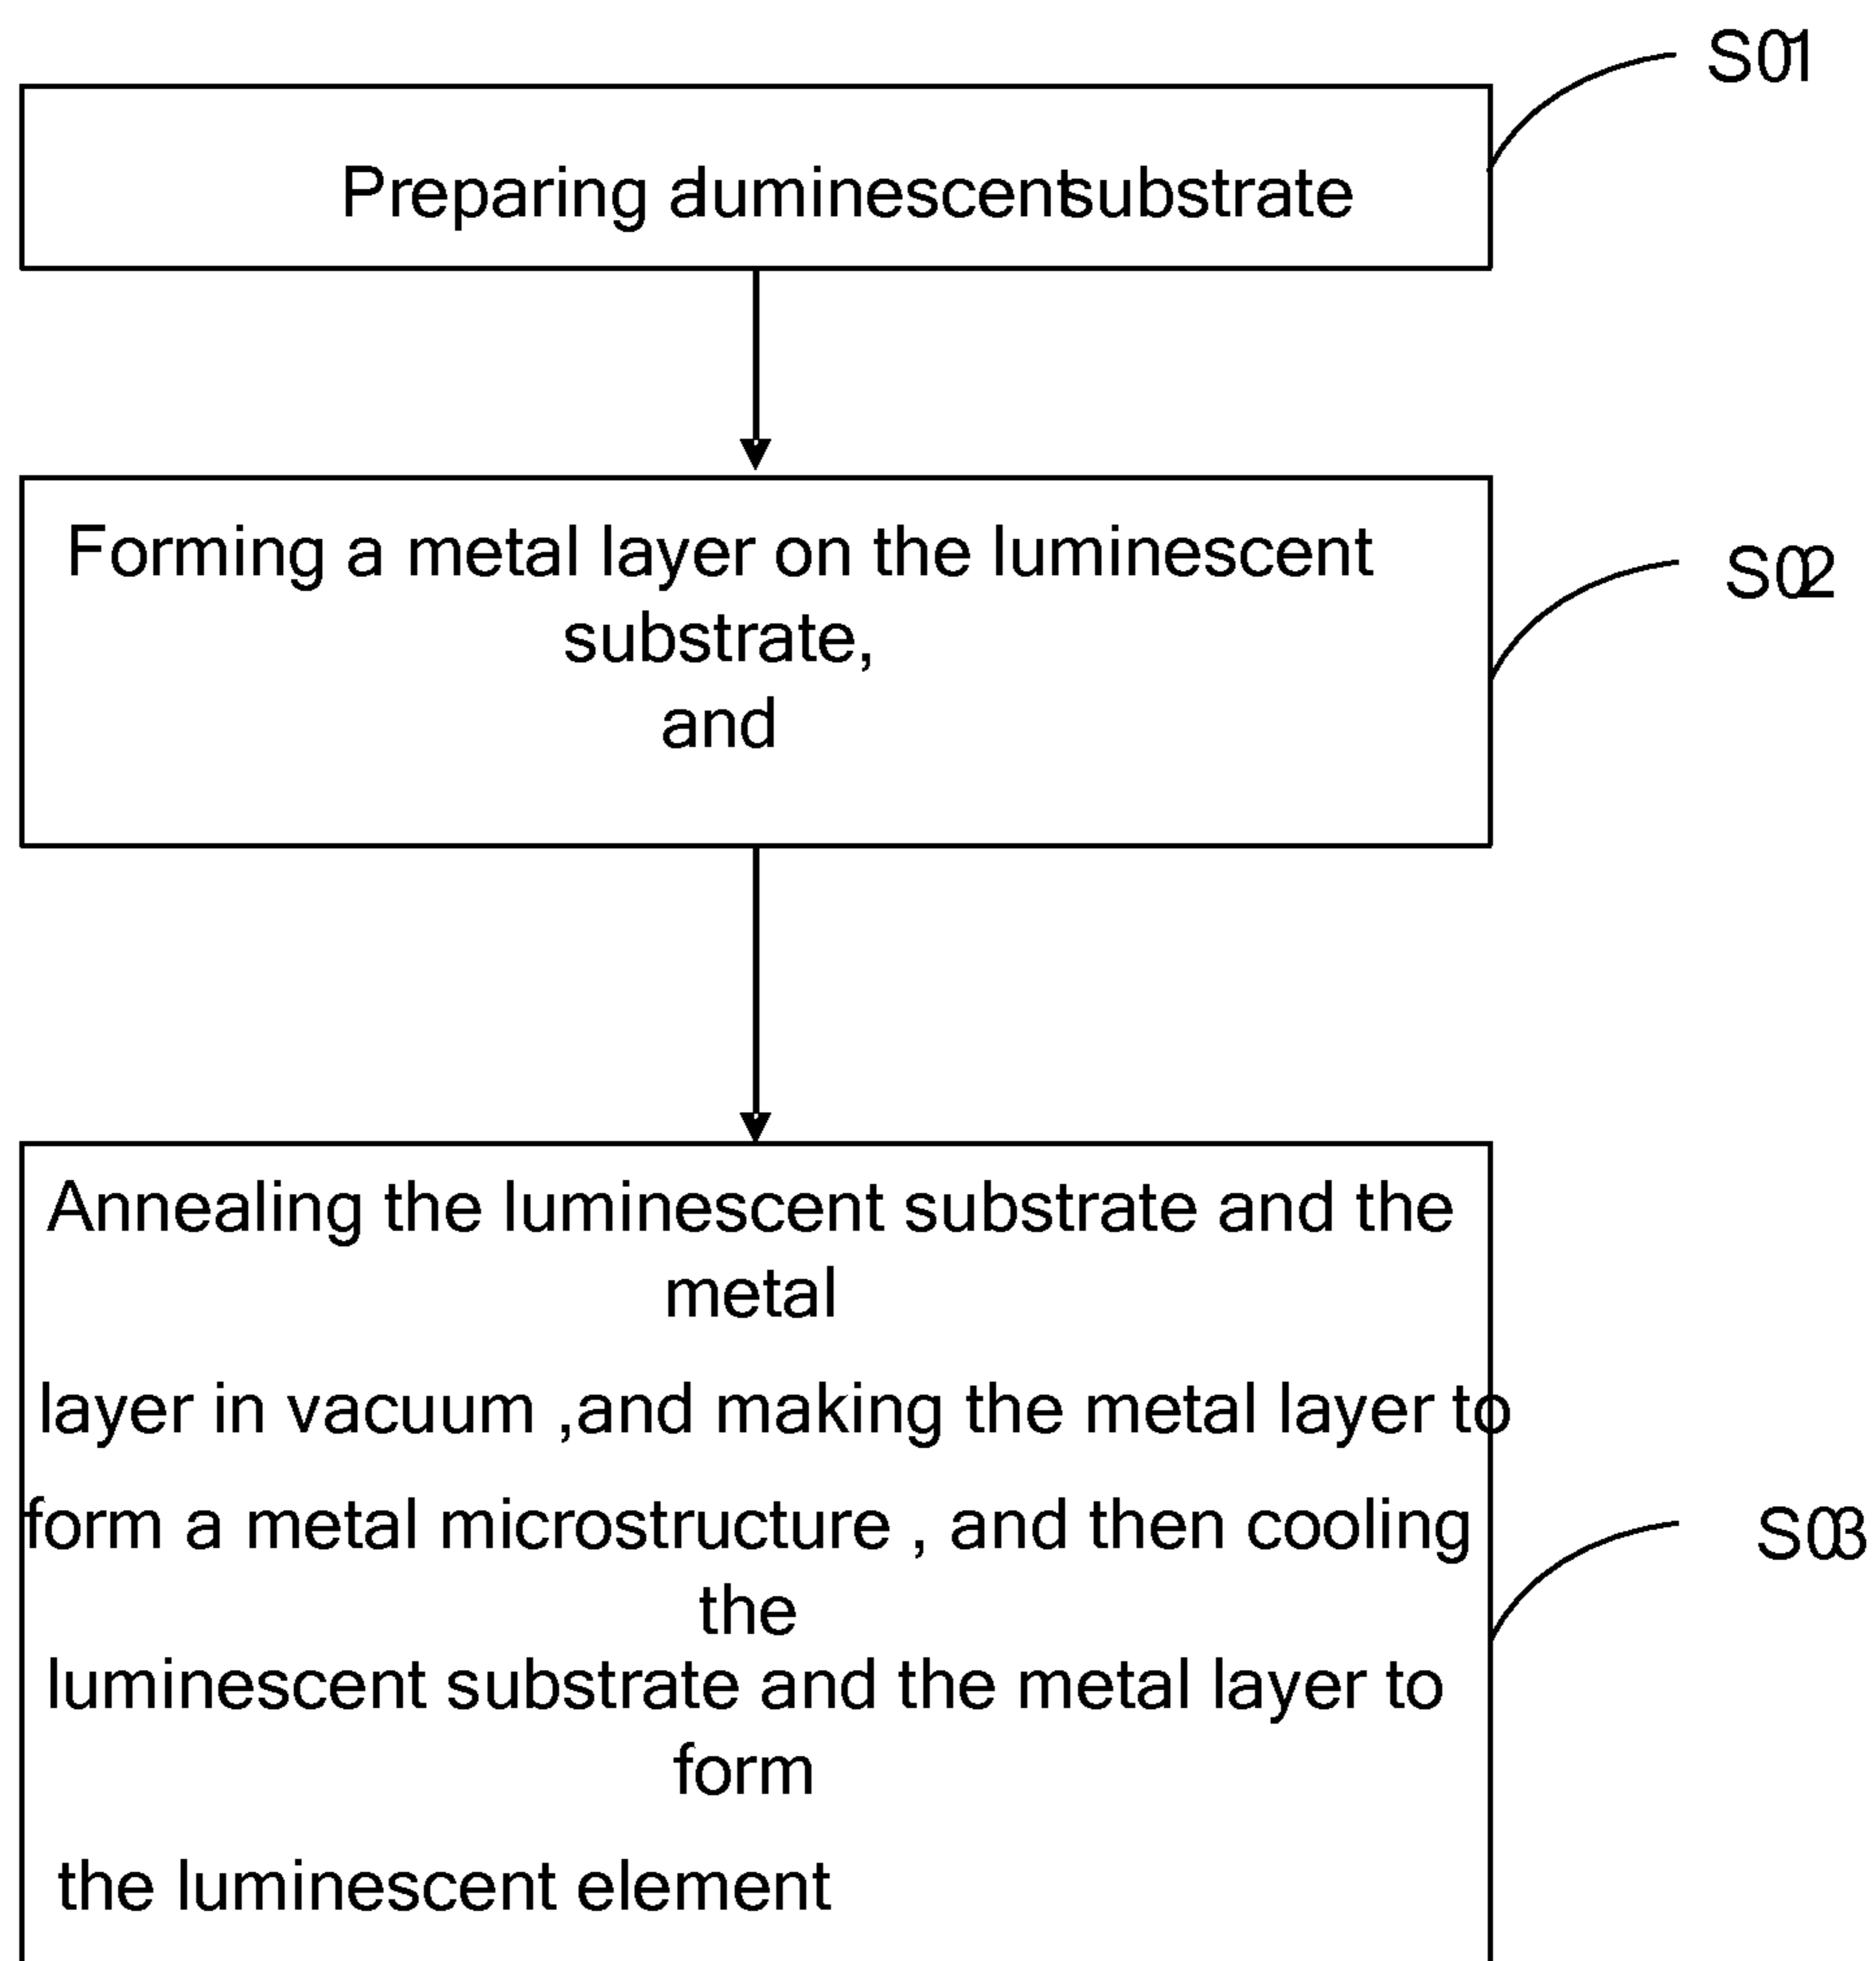 S01
Preparing a luminescent substrate
Forming a metal layer on the luminescent
substrate,
and
S02
Annealing the luminescent substrate and the
metal
layer in vacuum ,and making the metal layer to
form a metal microstructure , and then cooling
the
luminescent substrate and the metal layer to
form
the luminescent element
S03